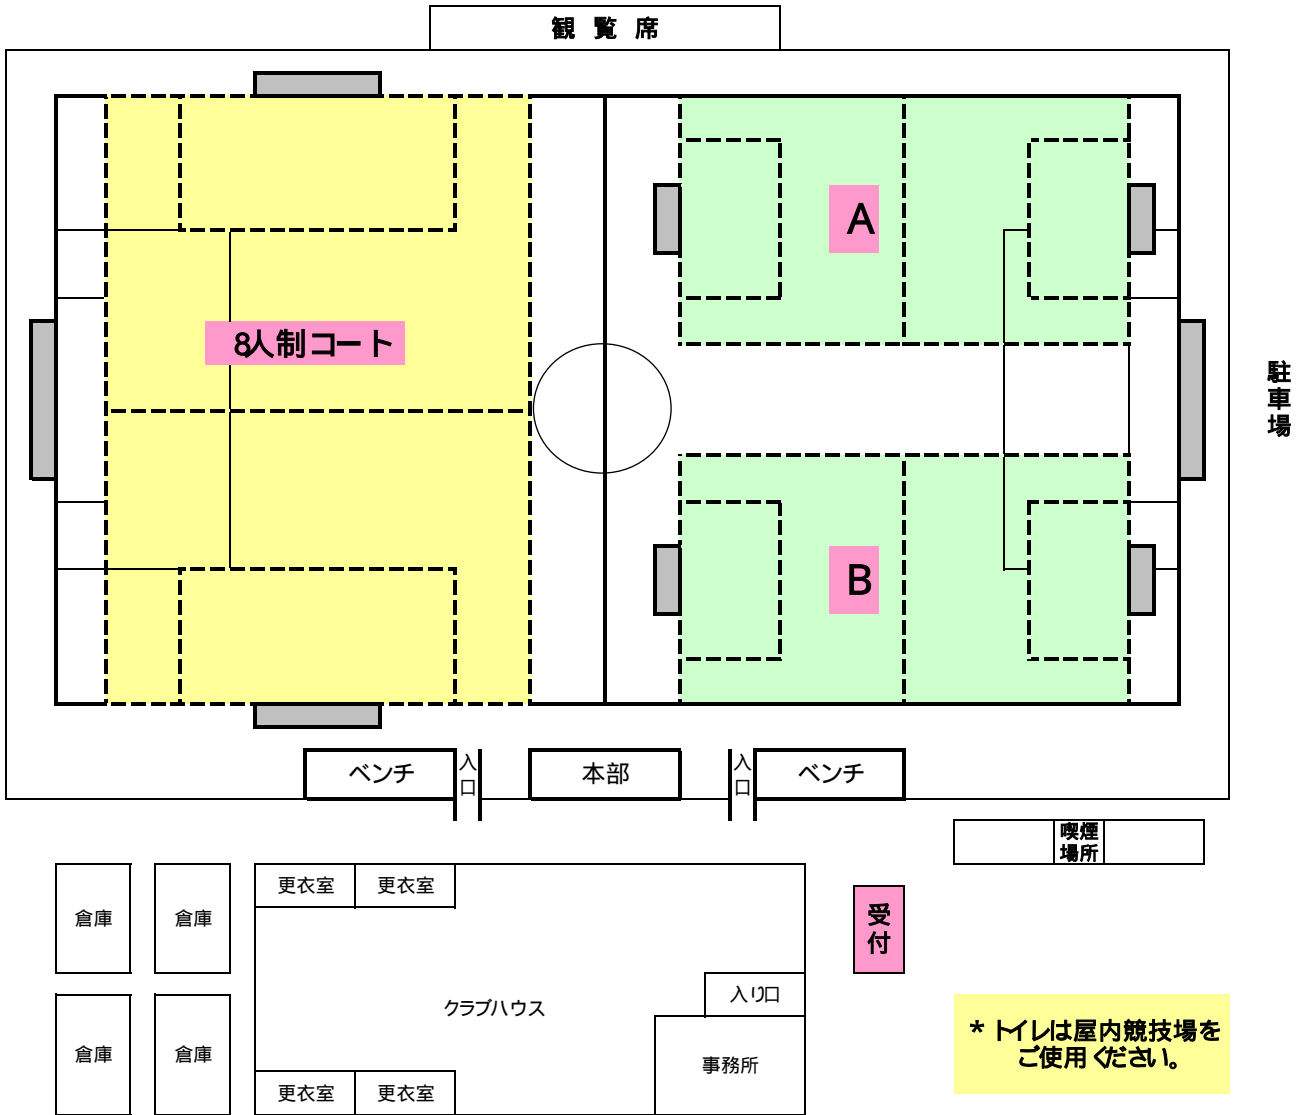 観 覧 席
A
8人制コート
駐車場
B
ベンチ
入口
本部
入口
ベンチ
喫煙
場所
更衣室
更衣室
倉庫
倉庫
受付
入り口
クラブハウス
倉庫
倉庫
事務所
更衣室
更衣室
* トイレは屋内競技場を
ご使用ください。